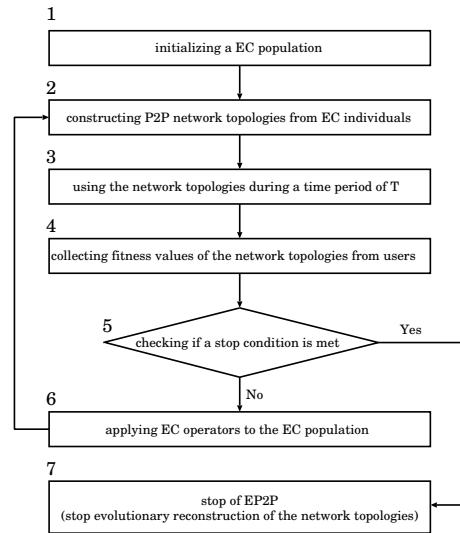 1
initializing a EC population
2
constructing P2P network topologies from EC individuals
3
using the network topologies during a time period of T
4
collecting fitness values of the network topologies from users
5
checking if a stop condition is met
Yes
No
6
applying EC operators to the EC population
7
stop of EP2P
(stop evolutionary reconstruction of the network topologies)